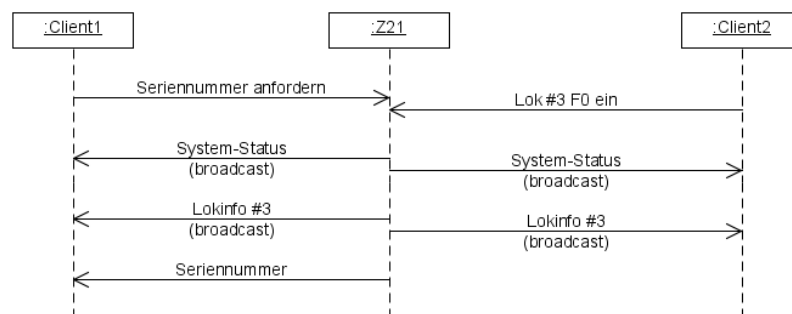 :Client1
:Z21
:Client2
Seriennummer anfordern
Lok #3 F0 ein
System-Status
(broadcast)
System-Status
(broadcast)
Lokinfo #3
(broadcast)
Lokinfo #3
(broadcast)
Seriennummer